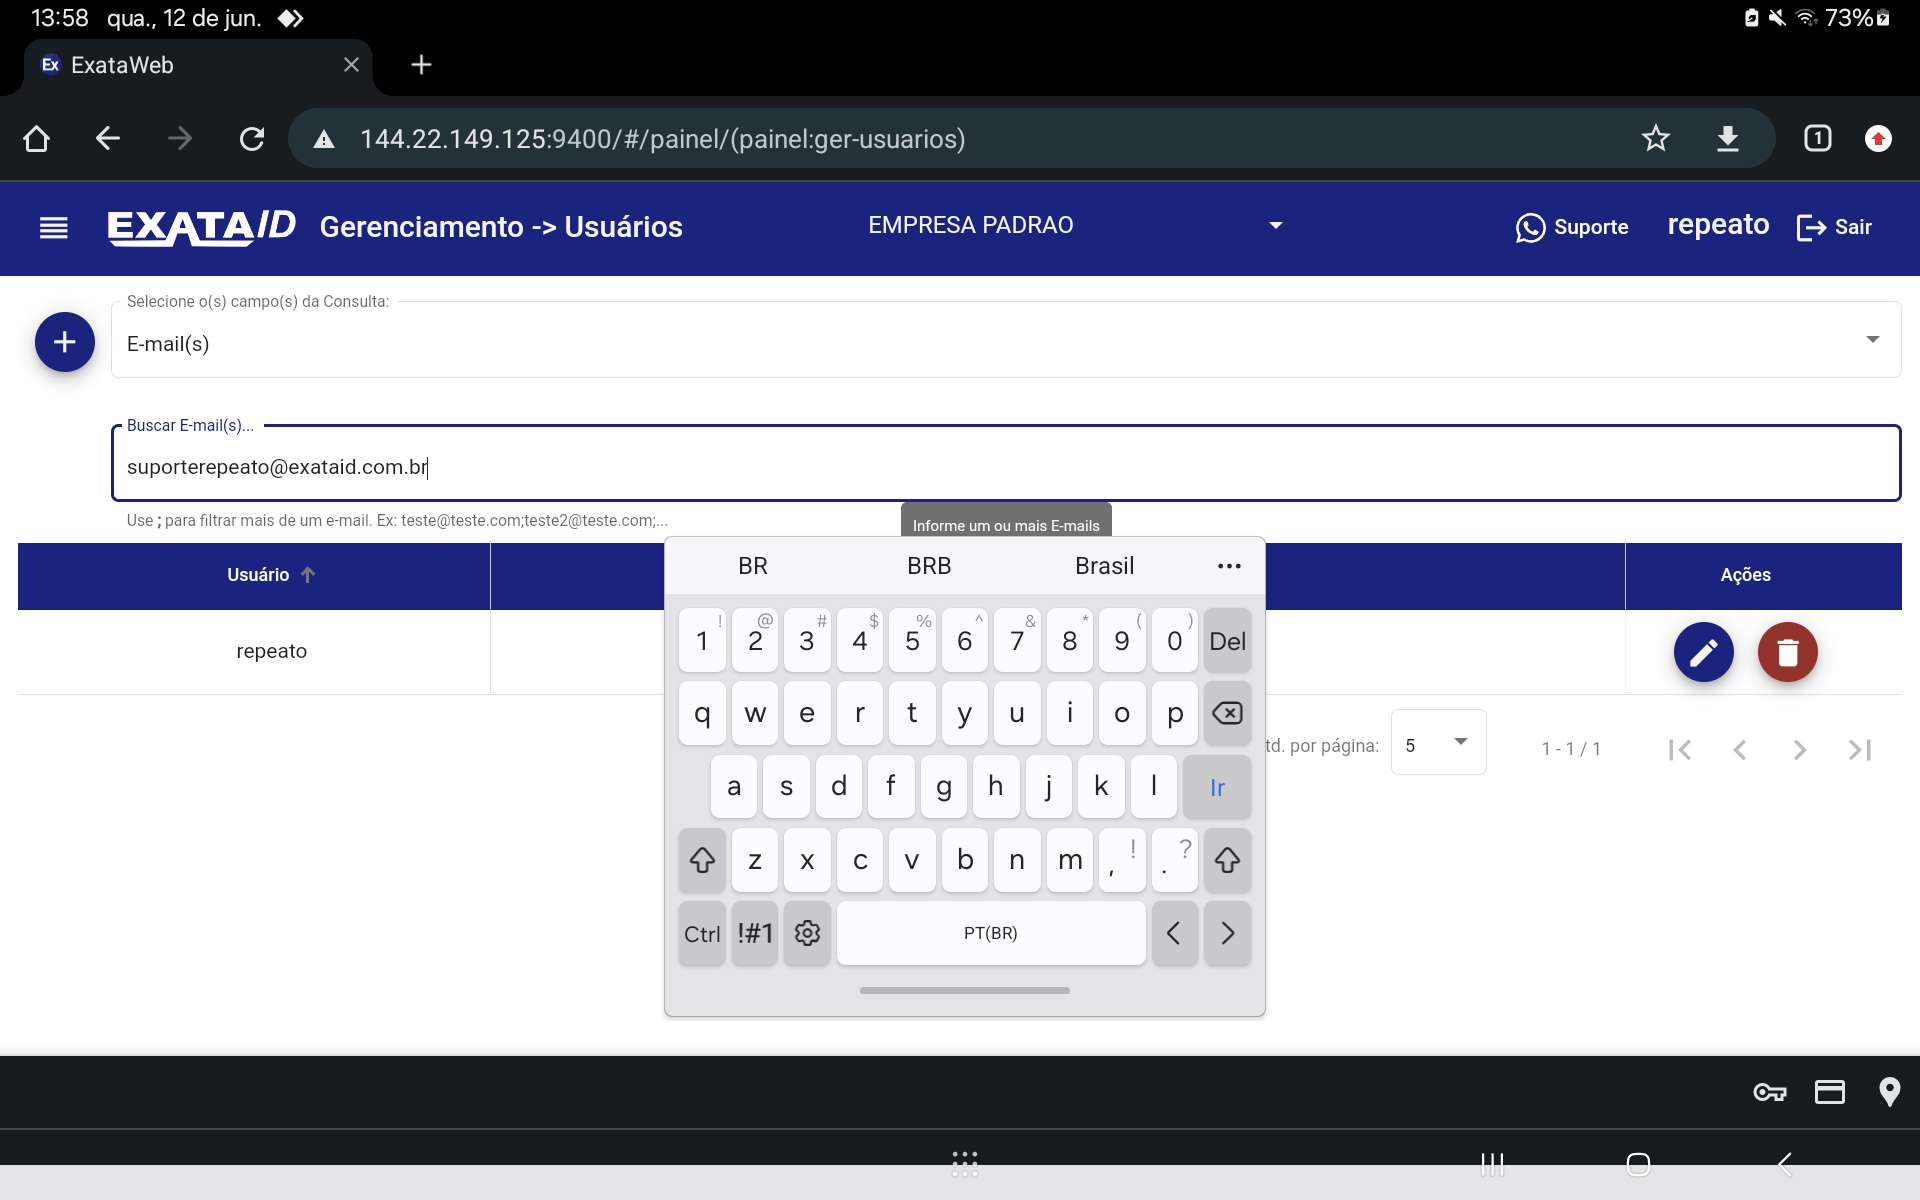 13:58 qua., 12 de jun. 73%
Ex ExataWeb
144.22.149.125:9400/#/painel/(painel:ger-usuarios) 1
EXATA/D Gerenciamento -> Usuários EMPRESA PADRAO Suporte repeato Sair
Selecione o(s) campo(s) da Consulta:
E-mail(s)
Buscar E-mail(s)...
suporterepeato@exataid.com.br
Use ; para filtrar mais de um e-mail. Ex: teste@teste.com;teste2@teste.com;...
Informe um ou mais E-mails
Usuário Ações
repeato
td. por página: 5 1 - 1 / 1
BR BRB Brasil ...
! @ # $ % ^ & * ( )
1 2 3 4 5 6 7 8 9 0 Del
q w e r t y u i o p
a s d f g h j k l Ir
z x c v b n m , ! . ?
Ctrl !#1 PT(BR) < >